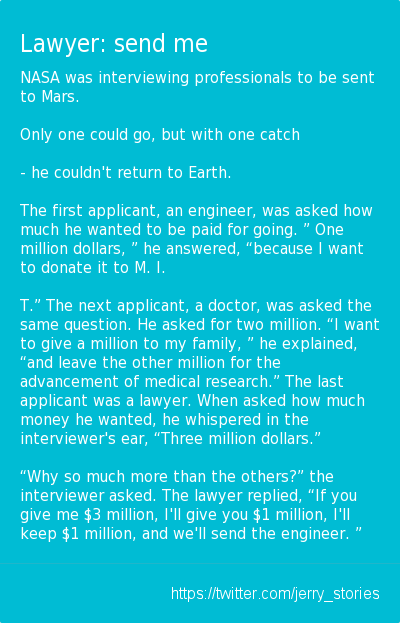 Lawyer: send me
NASA was interviewing professionals to be sent
to Mars.
Only one could go, but with one catch
- he couldn't return to Earth.
The first applicant, an engineer, was asked how
much he wanted to be paid for going. ” One
million dollars, ” he answered, “because I want
to donate it to M. I.
T.“ The next applicant, a doctor, was asked the
same question. He asked for two million. “I want
to give a million to my family, ” he explained,
“and leave the other million for the
advancement of medical research.” The last
applicant was a lawyer. When asked how much
money he wanted, he whispered in the
interviewer's ear, “Three million dollars.“
“Why so much more than the others?” the
interviewer asked. The lawyer replied, “If you
give me $3 million, I'll give you $1 million, I'll
keep $1 million, and we'll send the engineer. ”
https://twitter.com/jerry_stories